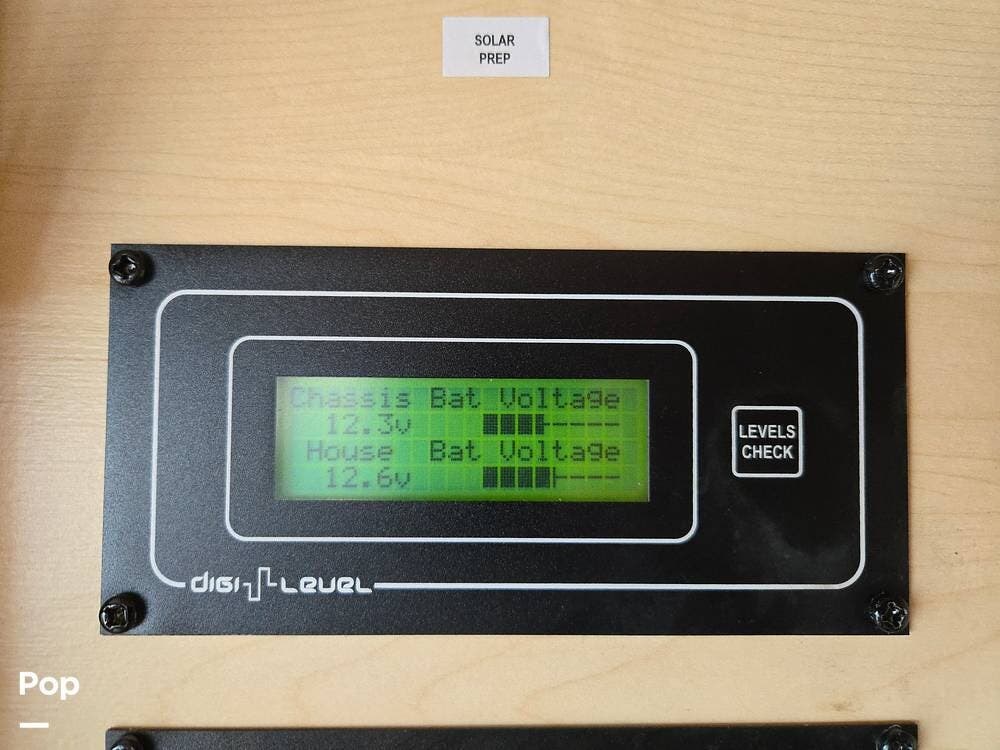 SOLAR
PREP
Chassis Bat Voltage
12.3v
House Bat Voltage
12.6v
LEVELS
CHECK
DIGI LEVEL
Pop